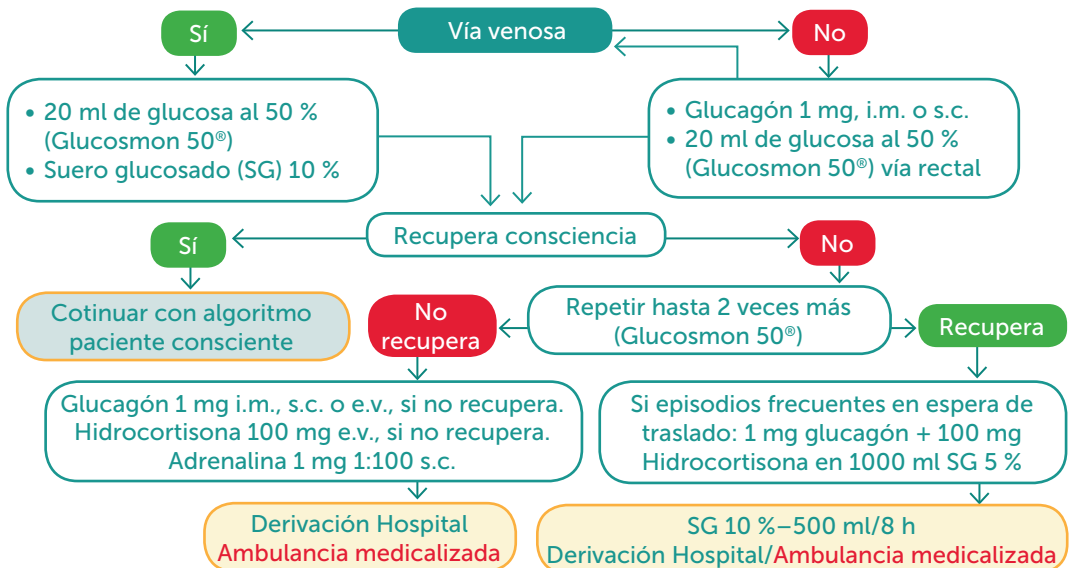 Vía venosa
Sí
No
• 20 ml de glucosa al 50 %
(Glucosmon 50®)
• Suero glucosado (SG) 10 %
• Glucagón 1 mg, i.m. o s.c.
• 20 ml de glucosa al 50 %
(Glucosmon 50®) vía rectal
Recupera consciencia
Sí
No
Cotinuar con algoritmo
paciente consciente
Repetir hasta 2 veces más
(Glucosmon 50®)
No
recupera
Recupera
Glucagón 1 mg i.m., s.c. o e.v., si no recupera.
Hidrocortisona 100 mg e.v., si no recupera.
Adrenalina 1 mg 1:100 s.c.
Si episodios frecuentes en espera de
traslado: 1 mg glucagón + 100 mg
Hidrocortisona en 1000 ml SG 5 %
Derivación Hospital
Ambulancia medicalizada
SG 10 %–500 ml/8 h
Derivación Hospital/Ambulancia medicalizada